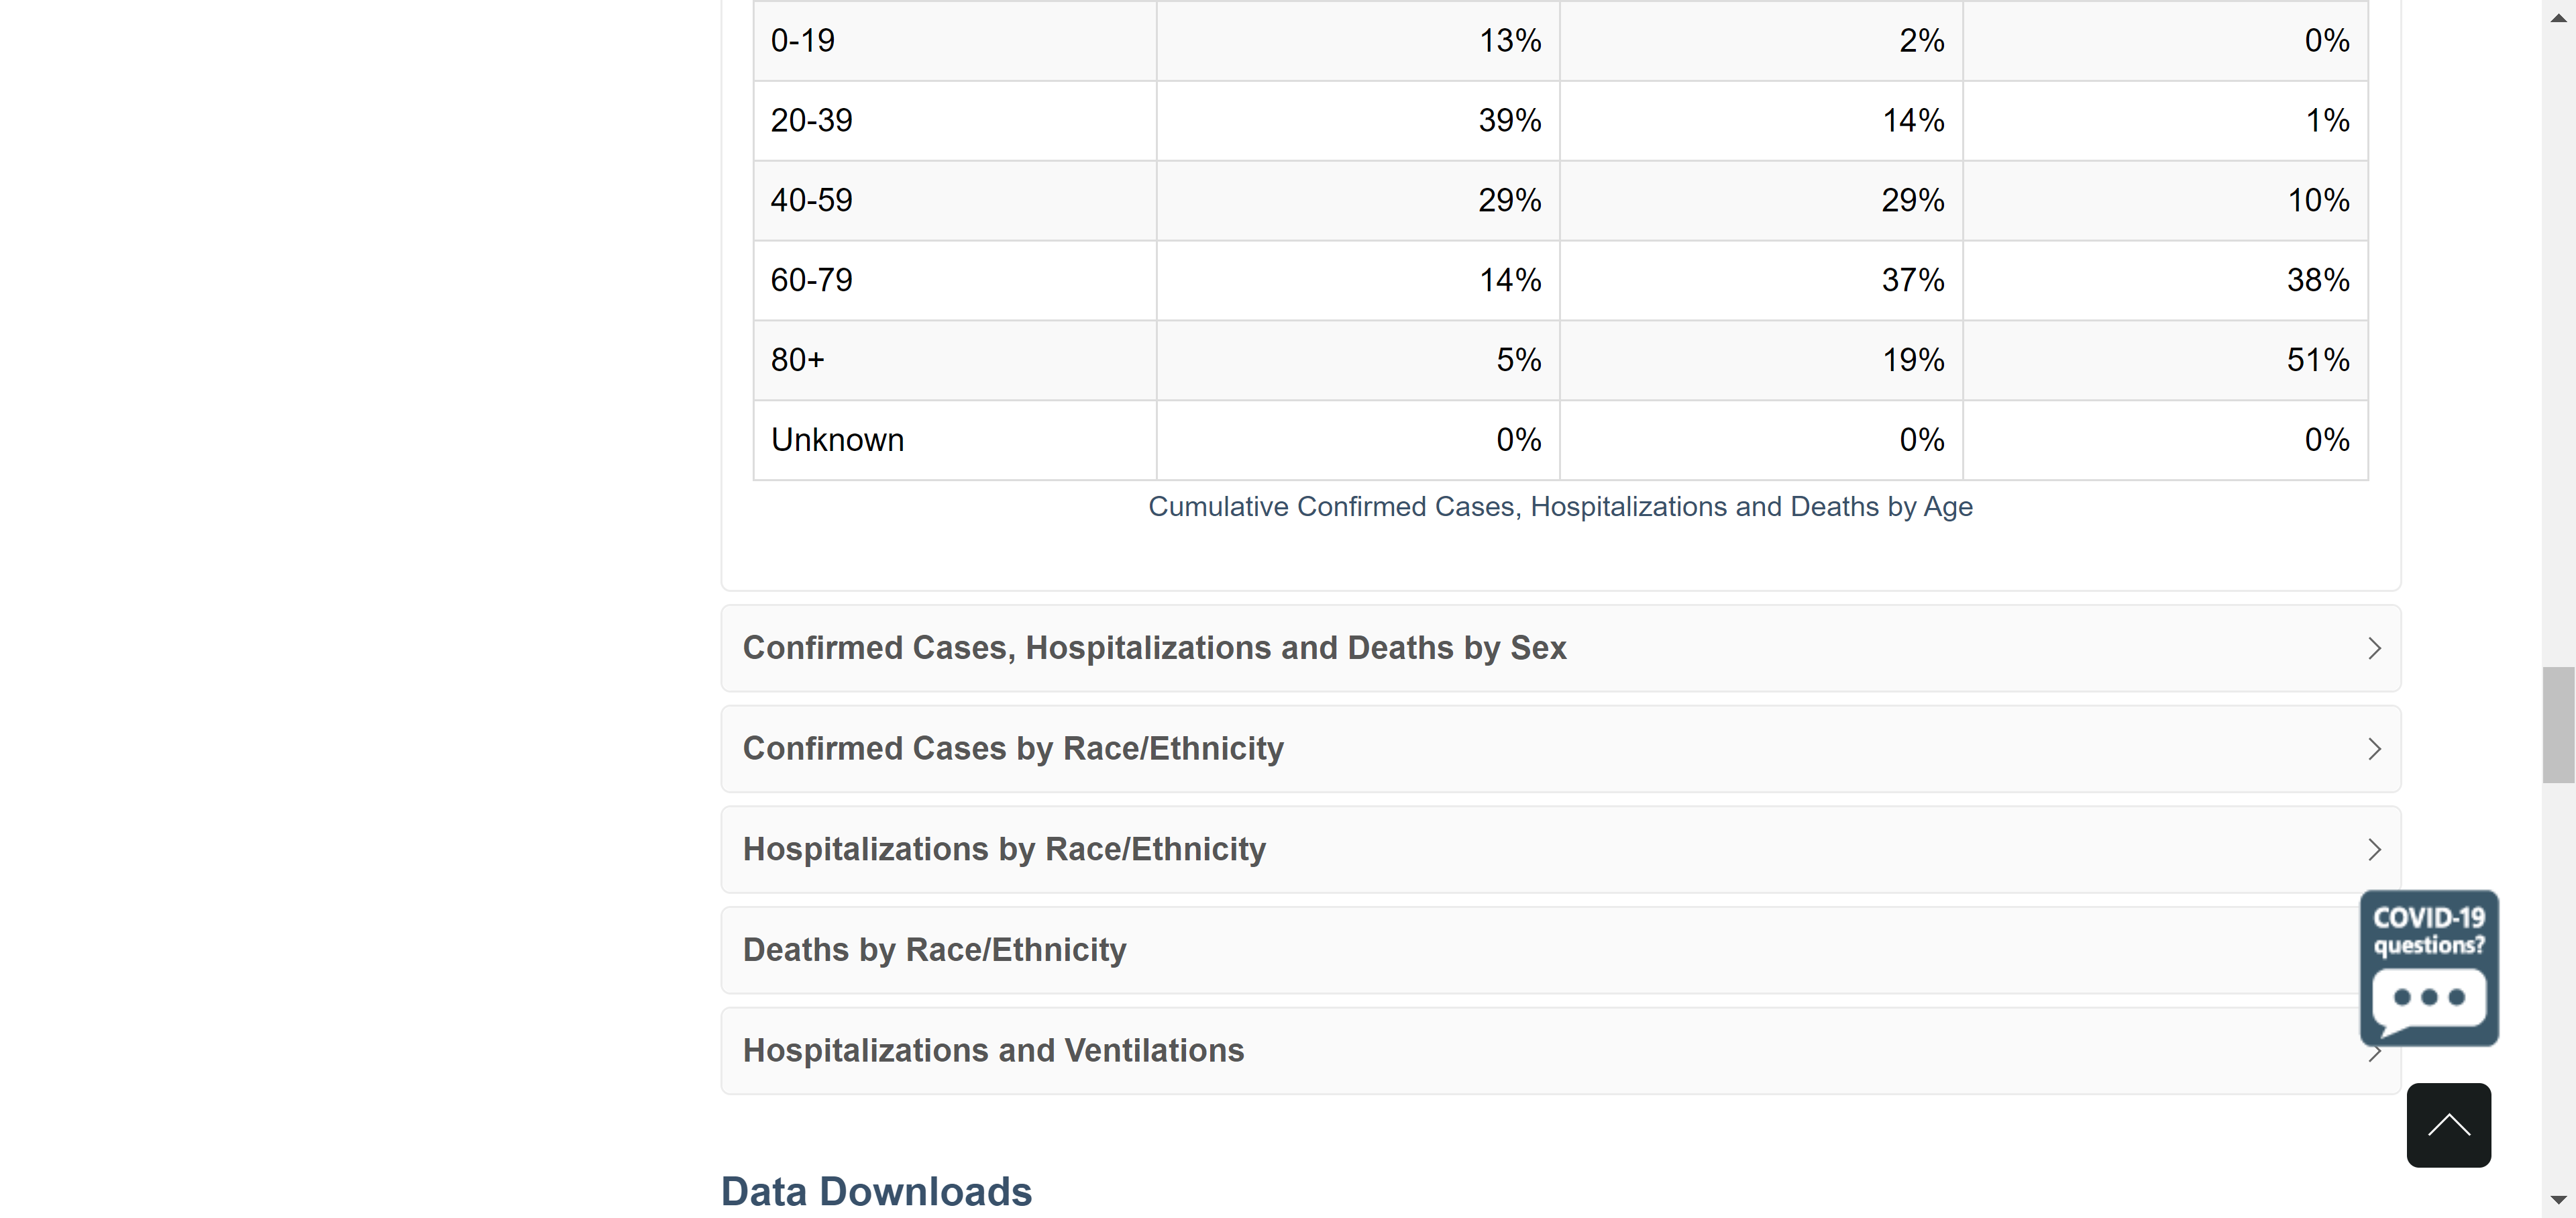 0-19 13% 2% 0%
20-39 39% 14% 1%
40-59 29% 29% 10%
60-79 14% 37% 38%
80+ 5% 19% 51%
Unknown 0% 0% 0%
Cumulative Confirmed Cases, Hospitalizations and Deaths by Age
Confirmed Cases, Hospitalizations and Deaths by Sex
Confirmed Cases by Race/Ethnicity
Hospitalizations by Race/Ethnicity
COVID-19
questions?
Deaths by Race/Ethnicity
Hospitalizations and Ventilations
Data Downloads